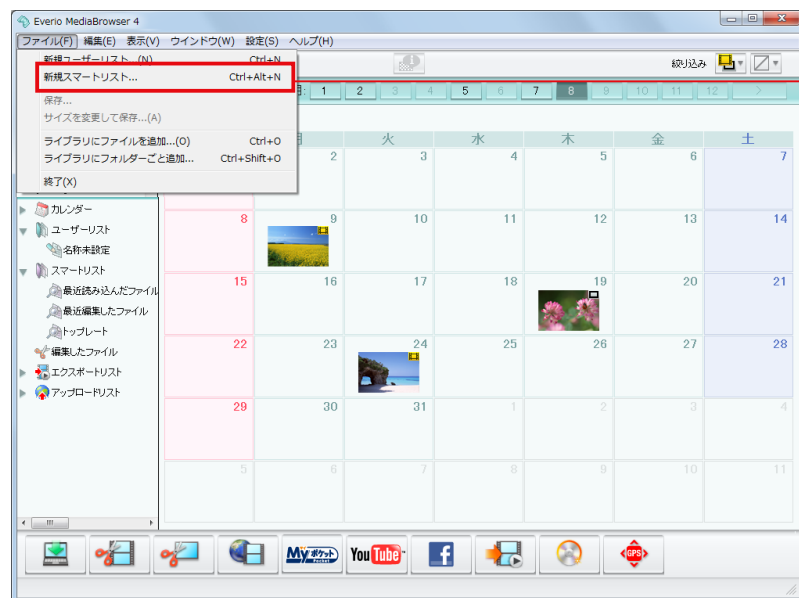 Everio MediaBrowser 4
ファイル(F) 編集(E) 表示(V) ウインドウ(W) 設定(S) ヘルプ(H)
新規ユーザーリスト...(N) Ctrl+N
新規スマートリスト... Ctrl+Alt+N
保存...
サイズを変更して保存...(A)
ライブラリにファイルを追加...(O) Ctrl+O
ライブラリにフォルダーごと追加... Ctrl+Shift+O
終了(X)
絞り込み
1 2 3 4 5 6 7 8 9 10 11 12 >
火 水 木 金 土
2 3 4 5 6 7
カレンダー
ユーザーリスト
名称未設定
スマートリスト
最近読み込んだファイル
最近編集したファイル
トップレート
編集したファイル
エクスポートリスト
アップロードリスト
8 9 10 11 12 13 14
15 16 17 18 19 20 21
22 23 24 25 26 27 28
29 30 31 1 2 3 4
5 6 7 8 9 10 11
Myポケット Pocket
YouTube
f
GPS